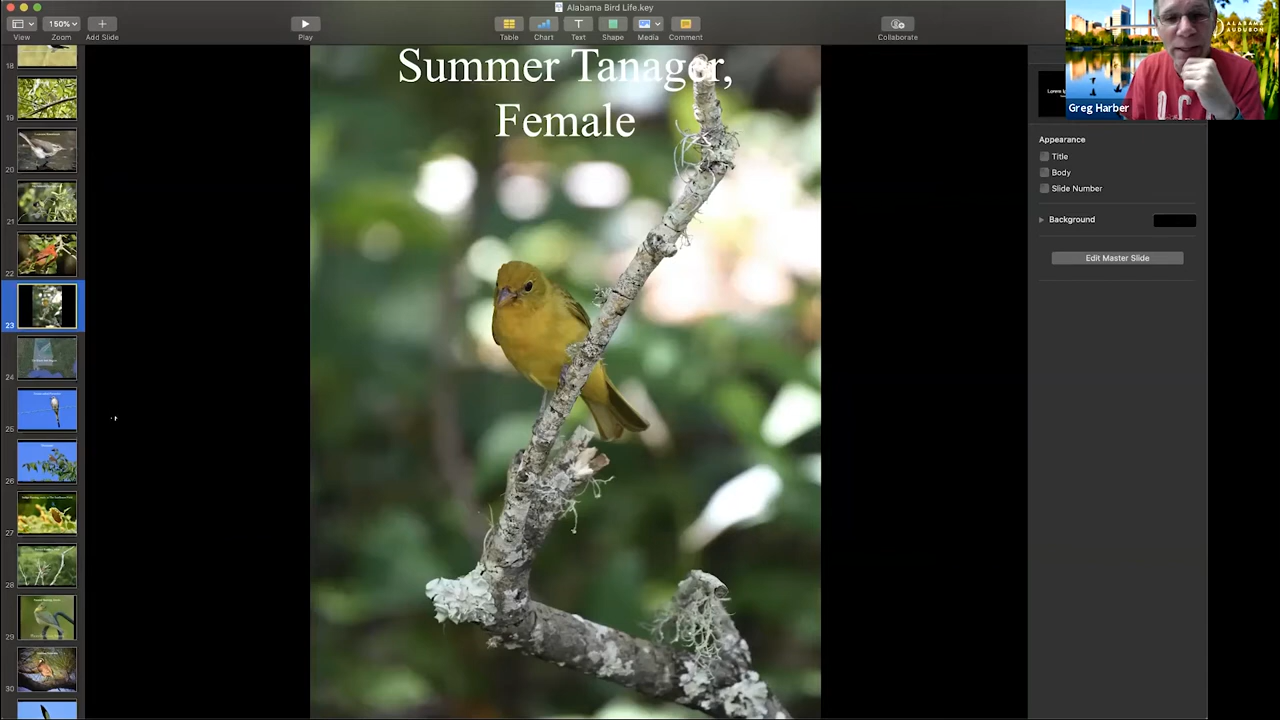 Alabama Bird Life.key
150%
View
Zoom
Add Slide
Play
Table
Chart
Text
Shape
Media
Comment
Collaborate
ALABAMA
AUDUBON
Greg Harber
Summer Tanager,
Female
Appearance
Title
Body
Slide Number
Background
Edit Master Slide
18
19
20
21
22
23
24
25
26
27
28
29
30